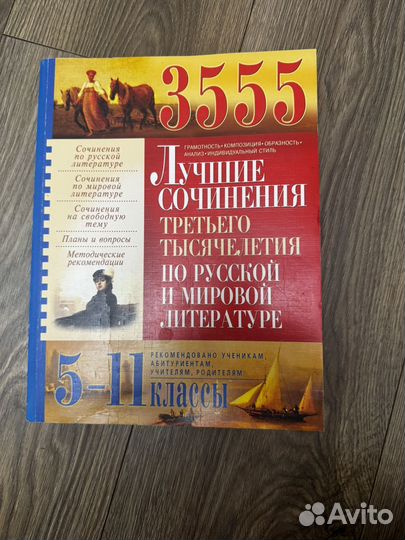 3555
ГРАМОТНОСТЬ • КОМПОЗИЦИЯ • ОБРАЗНОСТЬ •
АНАЛИЗ • ИНДИВИДУАЛЬНЫЙ СТИЛЬ
Сочинения
по русской
литературе
Сочинения
по мировой
литературе
Сочинения
на свободную
тему
Планы и вопросы
Методические
рекомендации
ЛУЧШИЕ
СОЧИНЕНИЯ
ТРЕТЬЕГО
ТЫСЯЧЕЛЕТИЯ
ПО РУССКОЙ
И МИРОВОЙ
ЛИТЕРАТУРЕ
РЕКОМЕНДОВАНО УЧЕНИКАМ,
АБИТУРИЕНТАМ,
УЧИТЕЛЯМ, РОДИТЕЛЯМ
5–11 КЛАССЫ
Avito